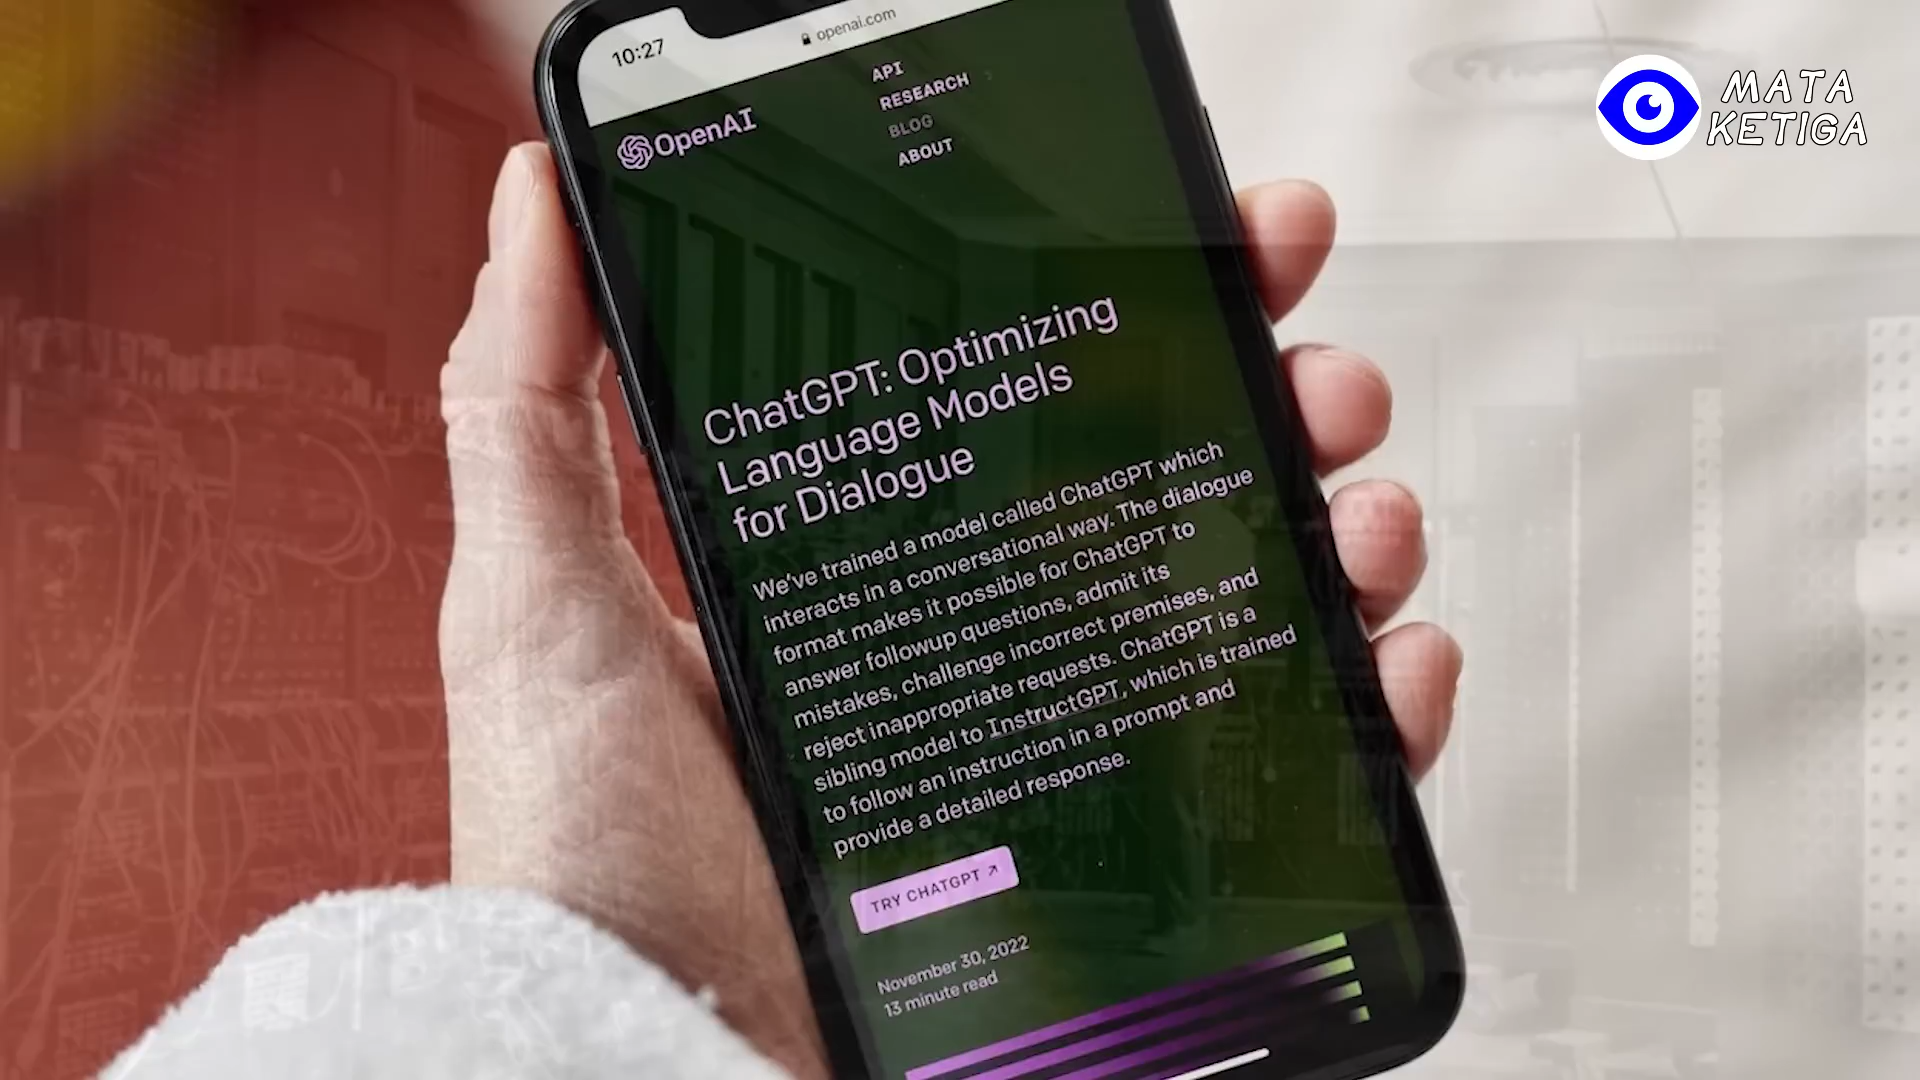 10:27
openai.com
MATA
KETIGA
OpenAI
API
RESEARCH
BLOG
ABOUT
ChatGPT: Optimizing
Language Models
for Dialogue
We've trained a model called ChatGPT which
interacts in a conversational way. The dialogue
format makes it possible for ChatGPT to
answer followup questions, admit its
mistakes, challenge incorrect premises, and
reject inappropriate requests. ChatGPT is a
sibling model to InstructGPT, which is trained
to follow an instruction in a prompt and
provide a detailed response.
TRY CHATGPT ↗
November 30, 2022
13 minute read